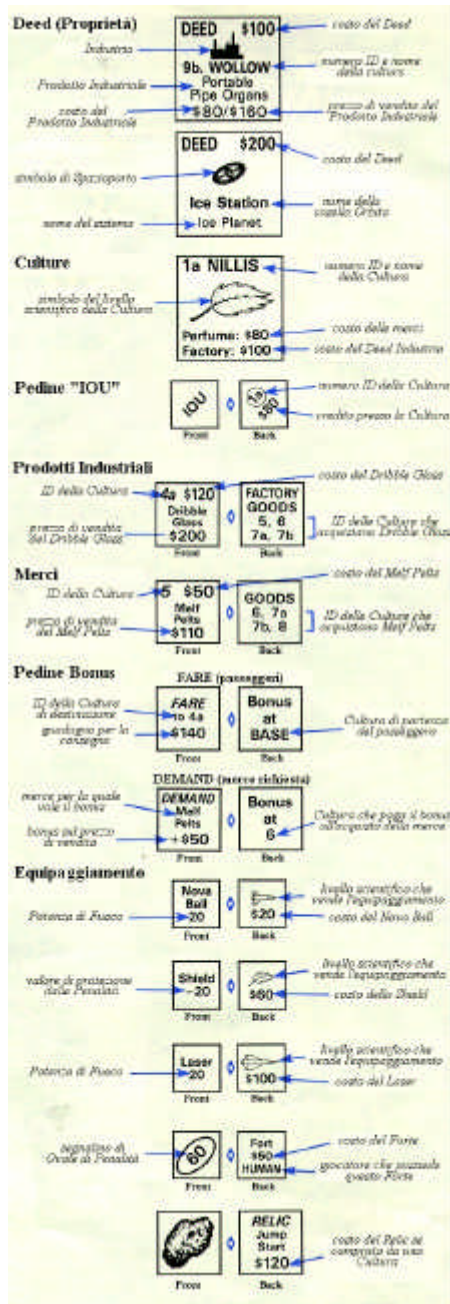 Deed (Proprietà)
DEED $100
costo del Deed
Industria
9b. WOLLOW
numero ID e nome
della cultura
Prodotto Industriale
Portable
Pipe Organs
costo del
Prodotto Industriale
$80/$160
prezzo di vendita del
Prodotto Industriale
DEED $200
costo del Deed
simbolo di Spazioporto
Ice Station
nome della
casella Orbita
nome del sistema
Ice Planet
Culture
1a NILLIS
numero ID e nome
della Cultura
simbolo del livello
scientifico della Cultura
Perfume: $80
costo delle merci
Factory: $100
costo del Deed Industria
Pedine "IOU"
IOU
1a
$80
numero ID della Cultura
credito presso la Cultura
Front
Back
Prodotti Industriali
costo del Dribble Glass
ID della Cultura
4a $120
Dribble
Glass
$200
FACTORY
GOODS
5, 6
7a, 7b
prezzo di vendita
del Dribble Glass
ID delle Culture che
acquistano Dribble Glass
Front
Back
Merci
costo del Melf Pelts
ID della Cultura
5 $50
Melf
Pelts
$110
GOODS
6, 7a
7b, 8
prezzo di vendita
del Melf Pelts
ID delle Culture che
acquistano Melf Pelts
Front
Back
Pedine Bonus
FARE (passeggeri)
ID della Cultura
di destinazione
guadagno per la
consegna
FARE
to 4a
$140
Bonus
at
BASE
Cultura di partenza
del passeggero
Front
Back
DEMAND (merce richiesta)
merce per la quale
vale il bonus
DEMAND
Melf
Pelts
+$50
Bonus
at
6
Cultura che paga il bonus
all'acquisto della merce
bonus sul prezzo
di vendita
Front
Back
Equipaggiamento
Nova
Ball
20
$20
livello scientifico che
vende l'equipaggiamento
costo del Nova Ball
Potenza di Fuoco
Front
Back
valore di protezione
dalle Penalità
Shield
-20
$60
livello scientifico che
vende l'equipaggiamento
costo dello Shield
Front
Back
Potenza di Fuoco
Laser
20
$100
livello scientifico che
vende l'equipaggiamento
costo del Laser
Front
Back
segnalino di
Ovale di Penalità
60
Fort
$50
HUMAN
costo del Forte
giocatore che possiede
questo Forte
Front
Back
RELIC
Jump
Start
$120
costo del Relic se
comprato da una
Cultura
Front
Back